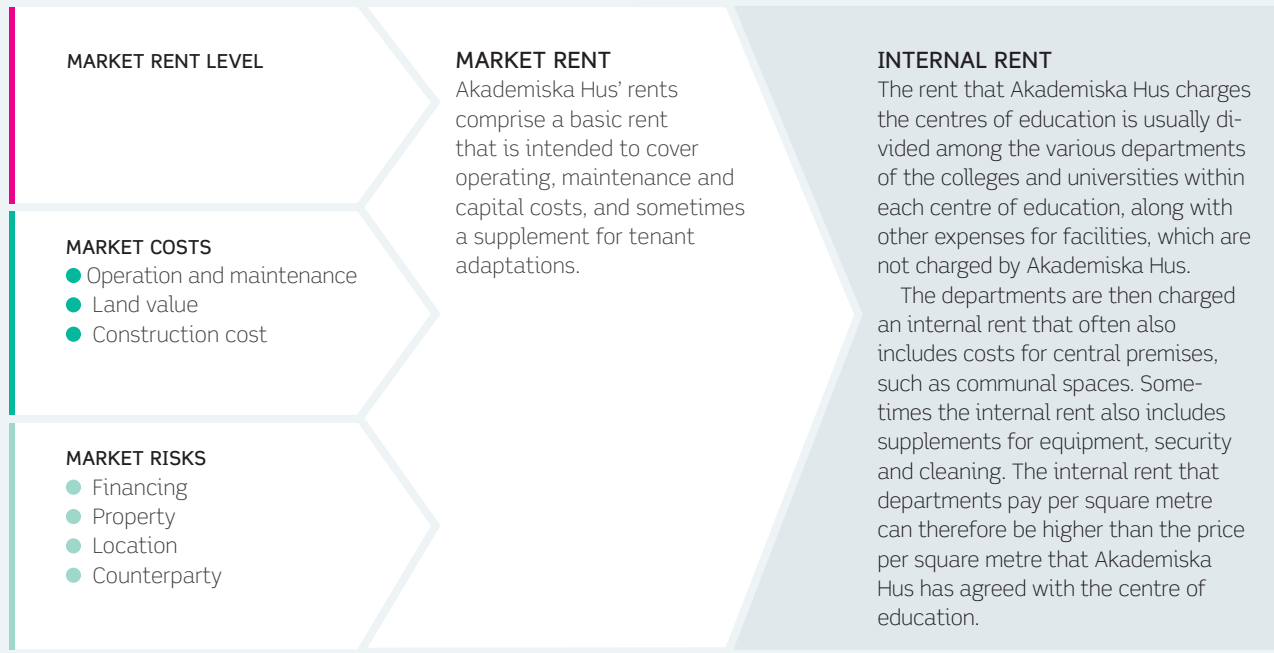 MARKET RENT LEVEL
MARKET COSTS
Operation and maintenance
Land value
Construction cost
MARKET RISKS
Financing
Property
Location
Counterparty
MARKET RENT
Akademiska Hus’ rents
comprise a basic rent
that is intended to cover
operating, maintenance and
capital costs, and sometimes
a supplement for tenant
adaptations.
INTERNAL RENT
The rent that Akademiska Hus charges
the centres of education is usually di-
vided among the various departments
of the colleges and universities within
each centre of education, along with
other expenses for facilities, which are
not charged by Akademiska Hus.
The departments are then charged
an internal rent that often also
includes costs for central premises,
such as communal spaces. Some-
times the internal rent also includes
supplements for equipment, security
and cleaning. The internal rent that
departments pay per square metre
can therefore be higher than the price
per square metre that Akademiska
Hus has agreed with the centre of
education.